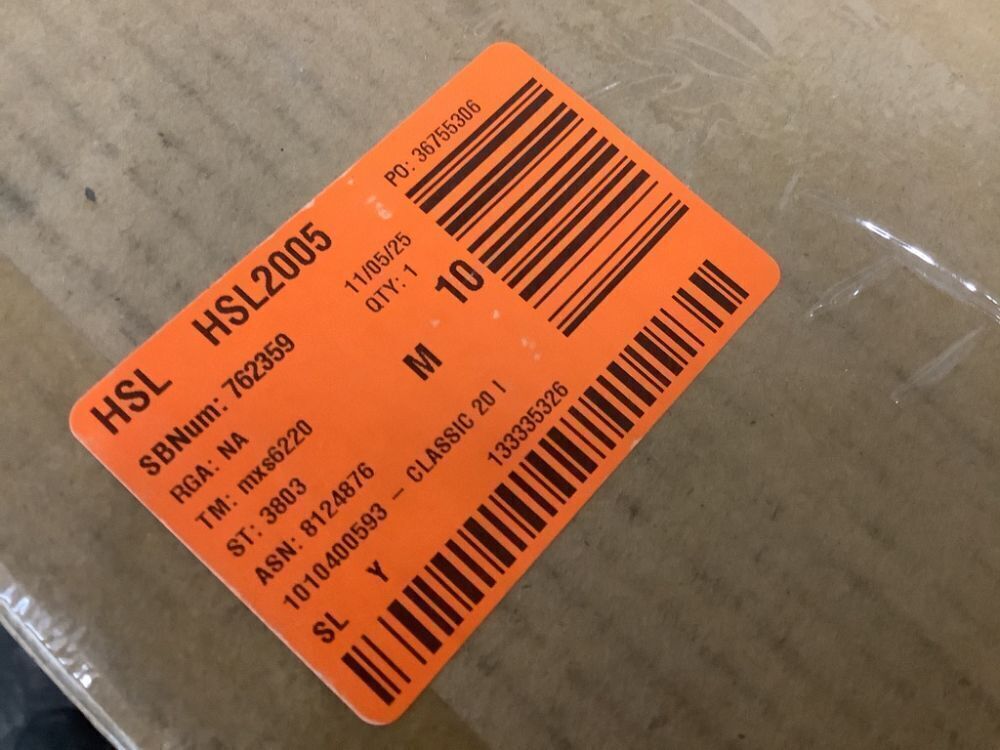 HSL HSL2005
SBNum: 762359
RGA: NA
TM: mxs6220
ST: 3803
ASN: 8124876
1010400593 – CLASSIC 20 I
SL Y
133335326
11/05/25
QTY: 1
M 10
PO: 36755306